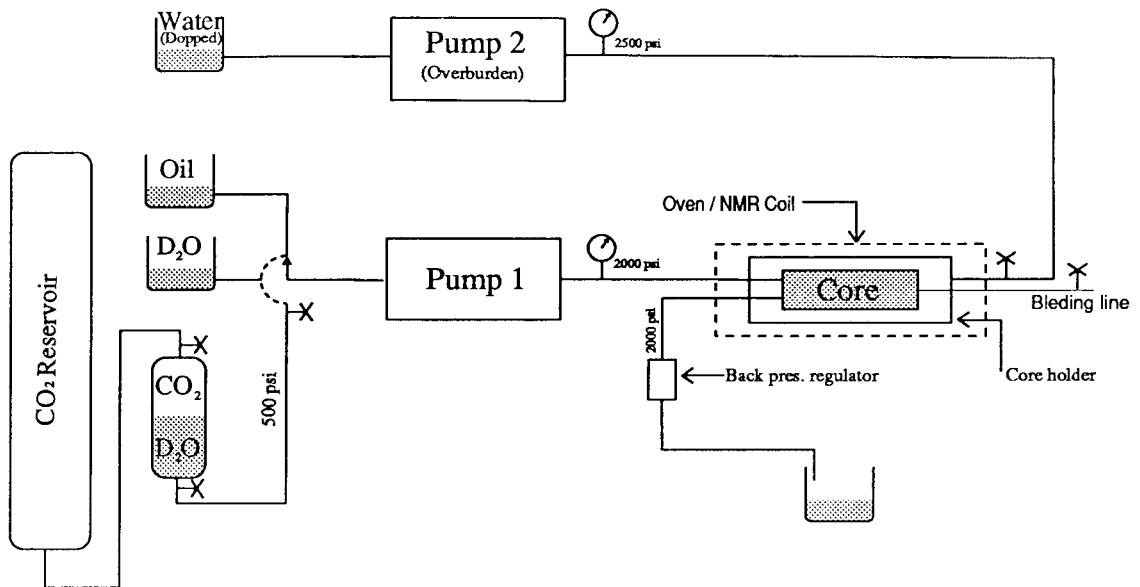 Water
(Dopped)
Pump 2
(Overburden)
2500 psi
Oil
D₂O
CO₂ Reservoir
CO₂
D₂O
500 psi
Pump 1
2000 psi
Oven / NMR Coil
Core
Bleding line
2000 psi
Back pres. regulator
Core holder